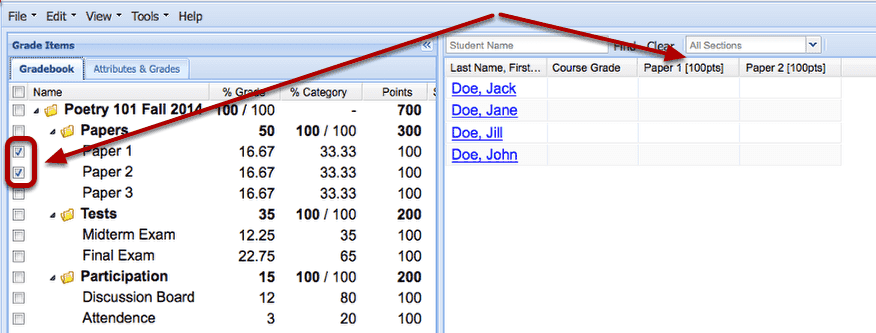 File Edit View Tools Help
Grade Items
Student Name Find Clear All Sections
Gradebook Attributes & Grades
Name % Grade % Category Points S
Last Name, First... Course Grade Paper 1 [100pts] Paper 2 [100pts]
Poetry 101 Fall 2014 100 / 100 - 700
Papers 50 100 / 100 300
Paper 1 16.67 33.33 100
Paper 2 16.67 33.33 100
Paper 3 16.67 33.33 100
Tests 35 100 / 100 200
Midterm Exam 12.25 35 100
Final Exam 22.75 65 100
Participation 15 100 / 100 200
Discussion Board 12 80 100
Attendence 3 20 100
Doe, Jack
Doe, Jane
Doe, Jill
Doe, John